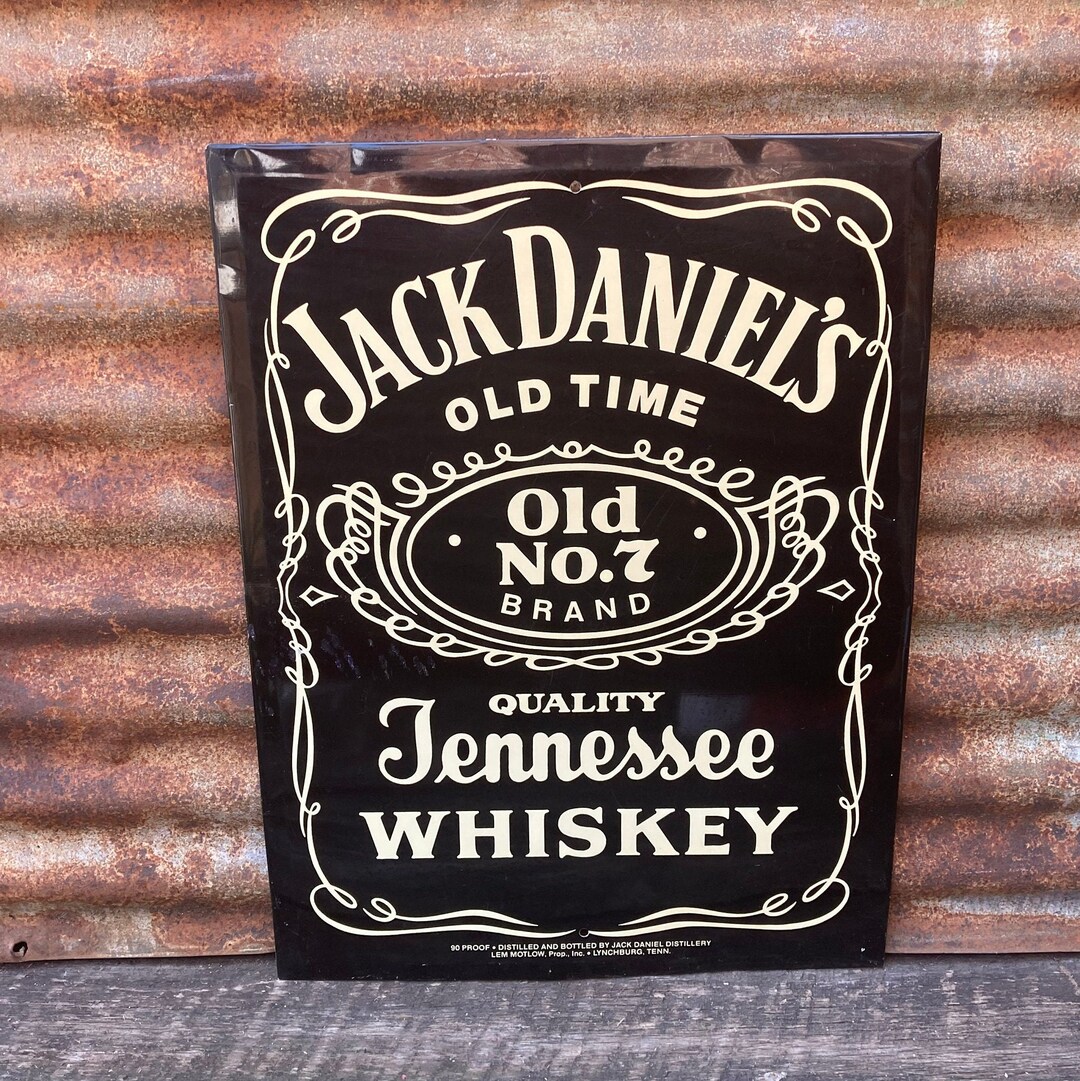 JACK DANIEL'S
OLD TIME
Old
No.7
BRAND
QUALITY
Tennessee
WHISKEY
90 PROOF • DISTILLED AND BOTTLED BY JACK DANIEL DISTILLERY
LEM MOTLOW, Prop., Inc. • LYNCHBURG, TENN.